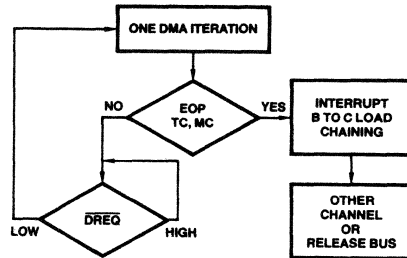 ONE DMA ITERATION
NO
EOP
TC, MC
YES
INTERRUPT
B TO C LOAD
CHAINING
DREQ
LOW
HIGH
OTHER
CHANNEL
OR
RELEASE BUS